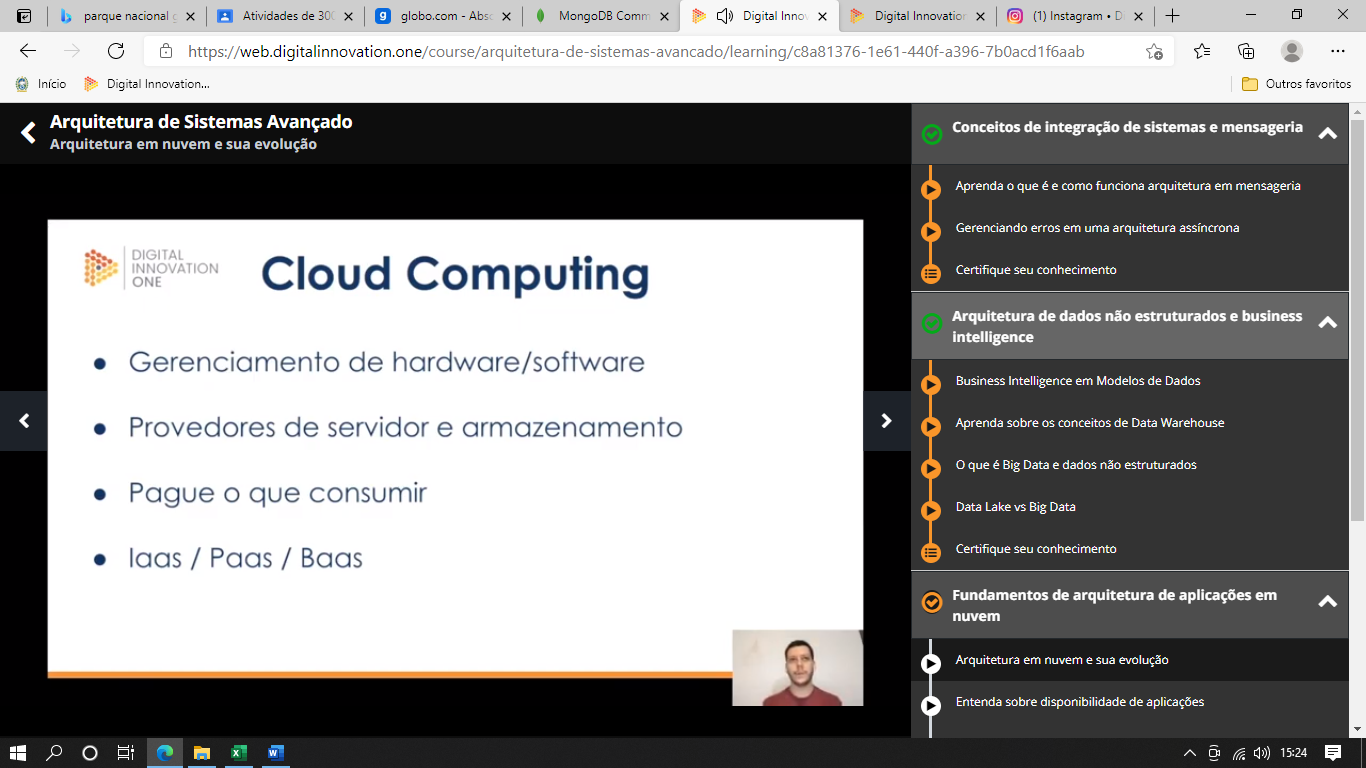 parque nacional g
Atividades de 300
globo.com - Abso
MongoDB Comm
Digital Innov
Digital Innovation
(1) Instagram • D
https://web.digitalinnovation.one/course/arquitetura-de-sistemas-avancado/learning/c8a81376-1e61-440f-a396-7b0acd1f6aab
Início
Digital Innovation...
Outros favoritos
Arquitetura de Sistemas Avançado
Arquitetura em nuvem e sua evolução
DIGITAL
INNOVATION
ONE
Cloud Computing
● Gerenciamento de hardware/software
● Provedores de servidor e armazenamento
● Pague o que consumir
● Iaas / Paas / Baas
Conceitos de integração de sistemas e mensageria
Aprenda o que é e como funciona arquitetura em mensageria
Gerenciando erros em uma arquitetura assíncrona
Certifique seu conhecimento
Arquitetura de dados não estruturados e business
intelligence
Business Intelligence em Modelos de Dados
Aprenda sobre os conceitos de Data Warehouse
O que é Big Data e dados não estruturados
Data Lake vs Big Data
Certifique seu conhecimento
Fundamentos de arquitetura de aplicações em
nuvem
Arquitetura em nuvem e sua evolução
Entenda sobre disponibilidade de aplicações
15:24